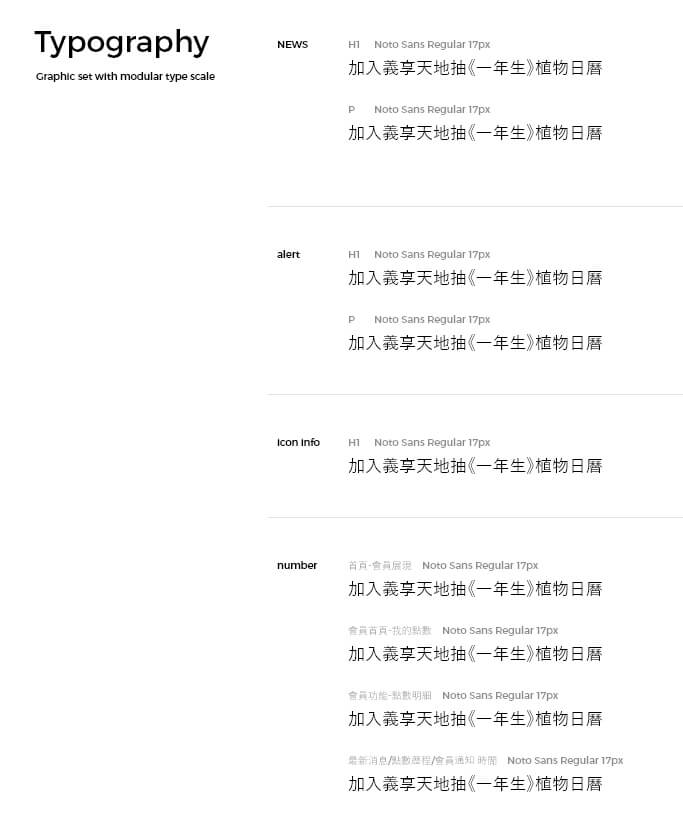 Typography
Graphic set with modular type scale
NEWS
H1 Noto Sans Regular 17px
加入義享天地抽《一年生》植物日曆
P Noto Sans Regular 17px
加入義享天地抽《一年生》植物日曆
alert
H1 Noto Sans Regular 17px
加入義享天地抽《一年生》植物日曆
P Noto Sans Regular 17px
加入義享天地抽《一年生》植物日曆
icon info
H1 Noto Sans Regular 17px
加入義享天地抽《一年生》植物日曆
number
首頁-會員展現 Noto Sans Regular 17px
加入義享天地抽《一年生》植物日曆
會員首頁-我的點數 Noto Sans Regular 17px
加入義享天地抽《一年生》植物日曆
會員功能-點數明細 Noto Sans Regular 17px
加入義享天地抽《一年生》植物日曆
最新消息/點數歷程/會員通知 時間 Noto Sans Regular 17px
加入義享天地抽《一年生》植物日曆